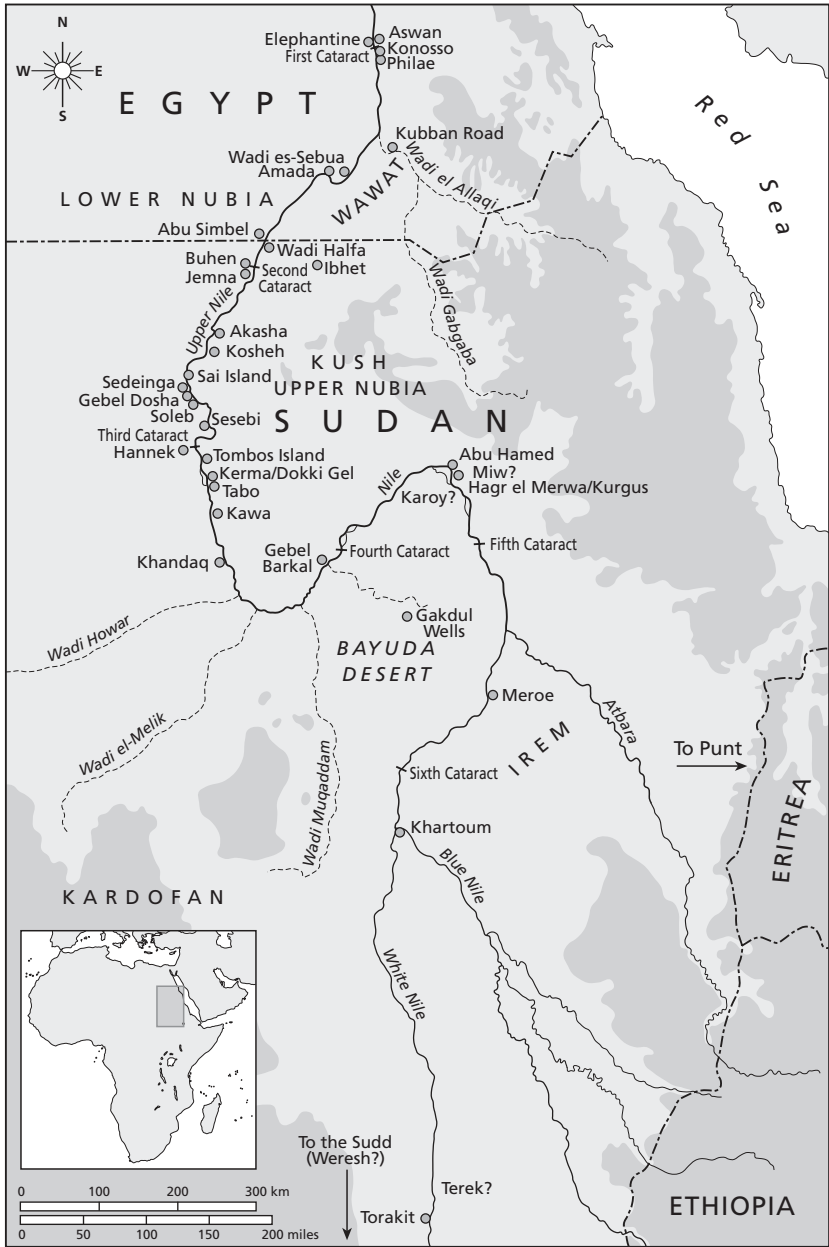 N
W E
S
Elephantine
First Cataract
Aswan
Konosso
Philae
EGYPT
Red Sea
Kubban Road
Wadi es-Sebua
Amada
WAWAT
Wadi el Allaqi
LOWER NUBIA
Abu Simbel
Wadi Halfa
Buhen
Jemna
Second
Cataract
Ibhet
Upper Nile
Wadi Gabgaba
Akasha
Kosheh
KUSH
UPPER NUBIA
SUDAN
Sai Island
Sedeinga
Gebel Dosha
Soleb
Sesebi
Third Cataract
Hannek
Tombos Island
Kerma/Dokki Gel
Tabo
Kawa
Nile
Abu Hamed
Miw?
Hagr el Merwa/Kurgus
Karoy?
Khandaq
Gebel
Barkal
Fourth Cataract
Fifth Cataract
Gakdul
Wells
Wadi Howar
BAYUDA
DESERT
Wadi el-Melik
Wadi Muqaddam
Meroe
IREM
Atbara
To Punt
Sixth Cataract
ERITREA
Khartoum
Blue Nile
KARDOFAN
White Nile
To the Sudd
(Weresh?)
Terek?
Torakit
ETHIOPIA
0 100 200 300 km
0 50 100 150 200 miles